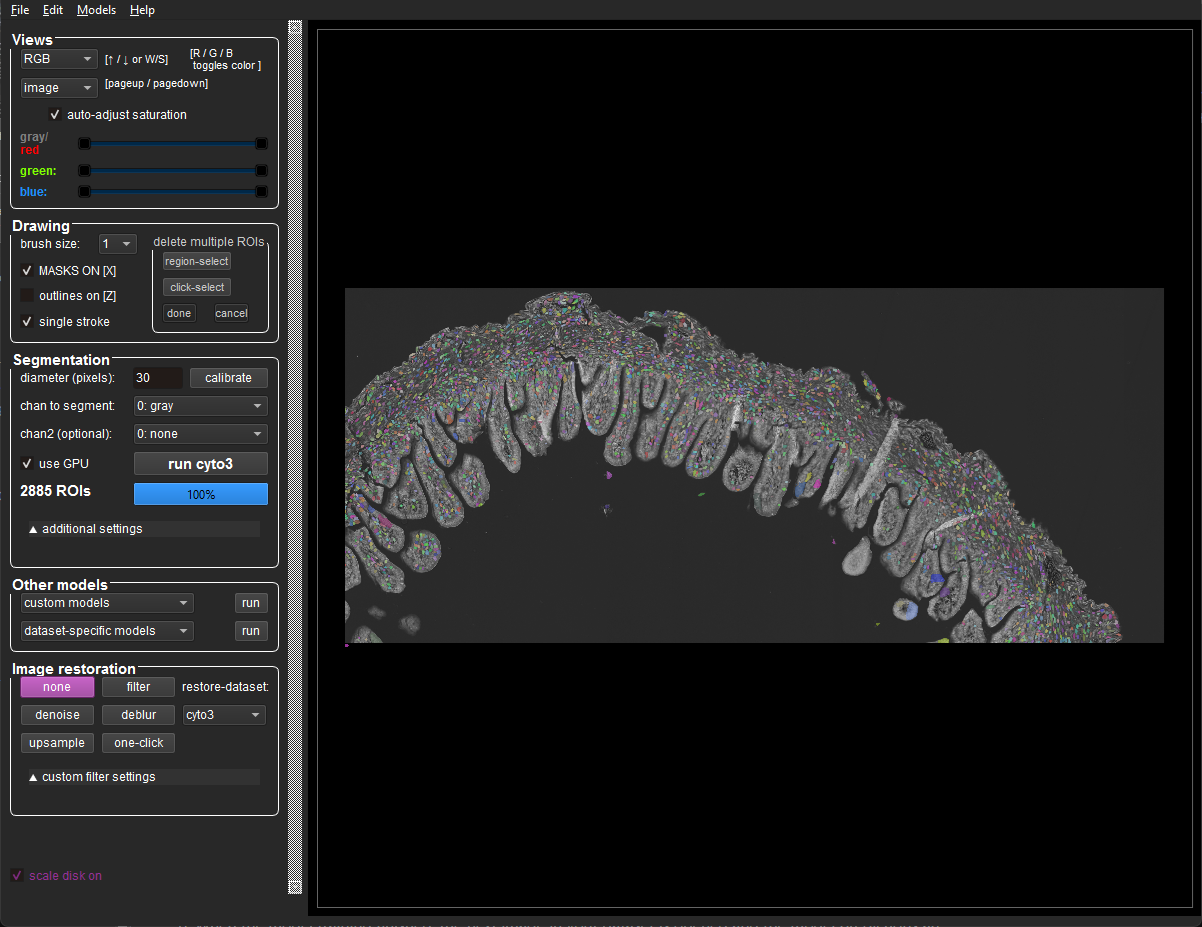 File Edit Models Help
Views
RGB [↑ / ↓ or W/S] [R / G / B
toggles color ]
image [pageup / pagedown]
auto-adjust saturation
gray/
red
green:
blue:
Drawing
brush size: 1 delete multiple ROIs
region-select
MASKS ON [X]
click-select
outlines on [Z]
done cancel
single stroke
Segmentation
diameter (pixels): 30 calibrate
chan to segment: 0: gray
chan2 (optional): 0: none
use GPU run cyto3
2885 ROIs 100%
▲ additional settings
Other models
custom models run
dataset-specific models run
Image restoration
none filter restore-dataset:
denoise deblur cyto3
upsample one-click
▲ custom filter settings
scale disk on